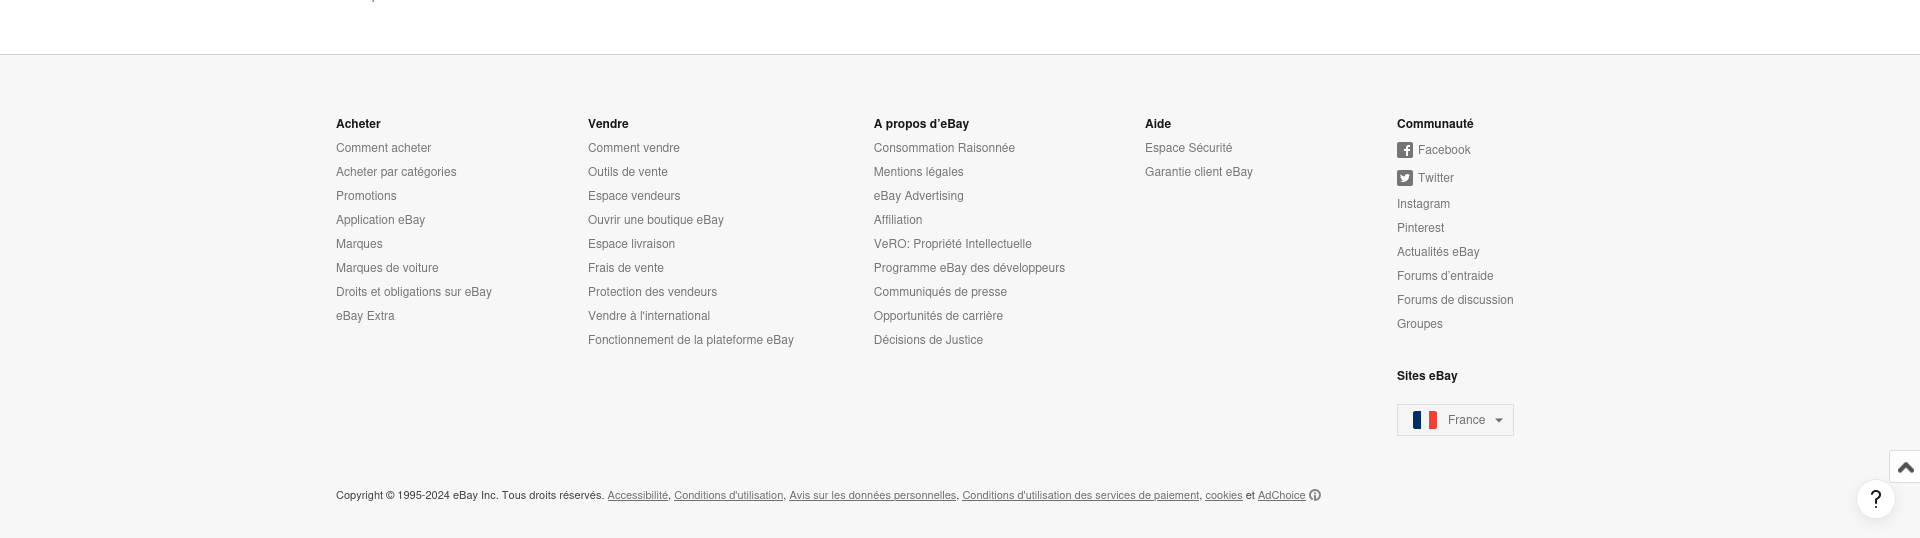 Acheter
Comment acheter
Acheter par catégories
Promotions
Application eBay
Marques
Marques de voiture
Droits et obligations sur eBay
eBay Extra
Vendre
Comment vendre
Outils de vente
Espace vendeurs
Ouvrir une boutique eBay
Espace livraison
Frais de vente
Protection des vendeurs
Vendre à l'international
Fonctionnement de la plateforme eBay
A propos d’eBay
Consommation Raisonnée
Mentions légales
eBay Advertising
Affiliation
VeRO: Propriété Intellectuelle
Programme eBay des développeurs
Communiqués de presse
Opportunités de carrière
Décisions de Justice
Aide
Espace Sécurité
Garantie client eBay
Communauté
Facebook
Twitter
Instagram
Pinterest
Actualités eBay
Forums d’entraide
Forums de discussion
Groupes
Sites eBay
France
Copyright © 1995-2024 eBay Inc. Tous droits réservés. Accessibilité, Conditions d'utilisation, Avis sur les données personnelles, Conditions d'utilisation des services de paiement, cookies et AdChoice
?